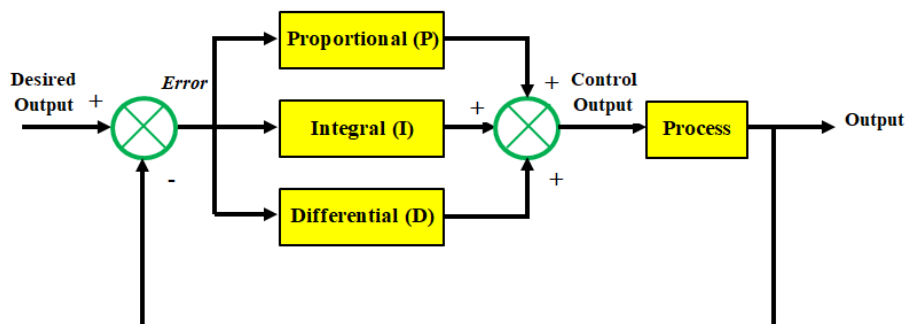 Desired
Output
+
-
Error
Proportional (P)
Integral (I)
Differential (D)
+
+
+
Control
Output
Process
Output